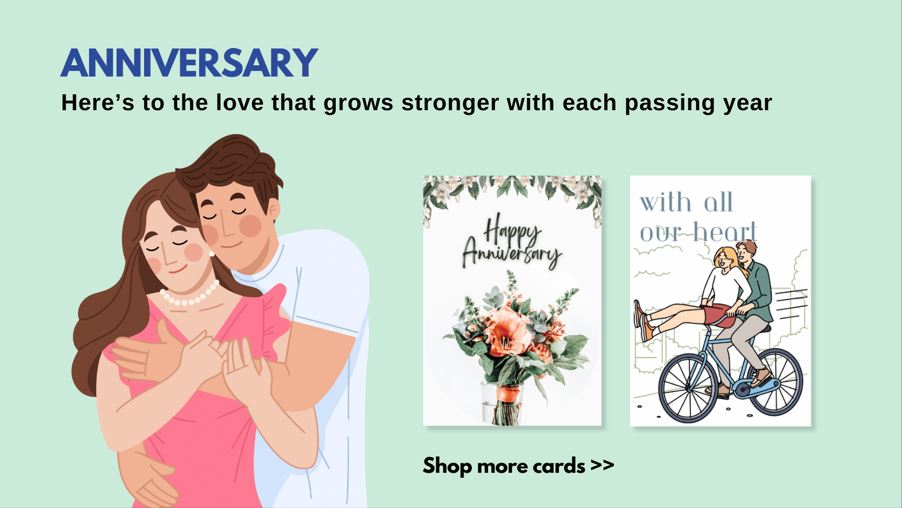 ANNIVERSARY
Here’s to the love that grows stronger with each passing year
Happy
Anniversary
with all
our heart
Shop more cards >>